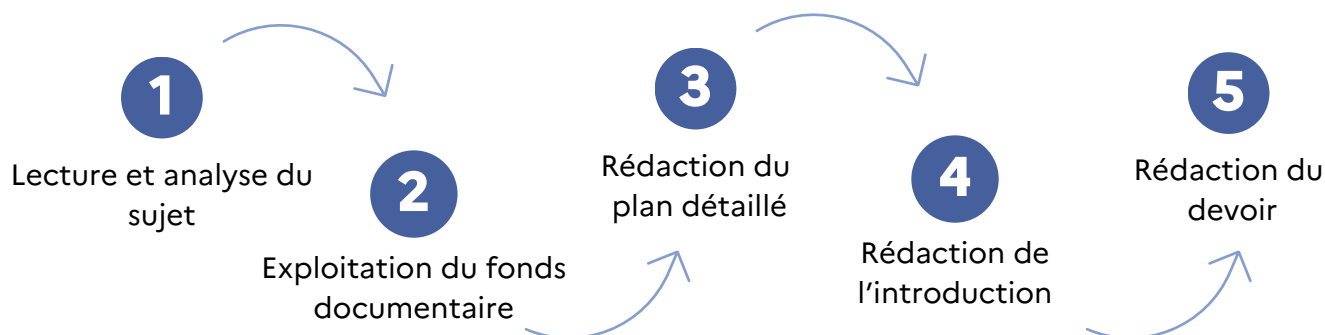 1
Lecture et analyse du
sujet
2
Exploitation du fonds
documentaire
3
Rédaction du
plan détaillé
4
Rédaction de
l’introduction
5
Rédaction du
devoir